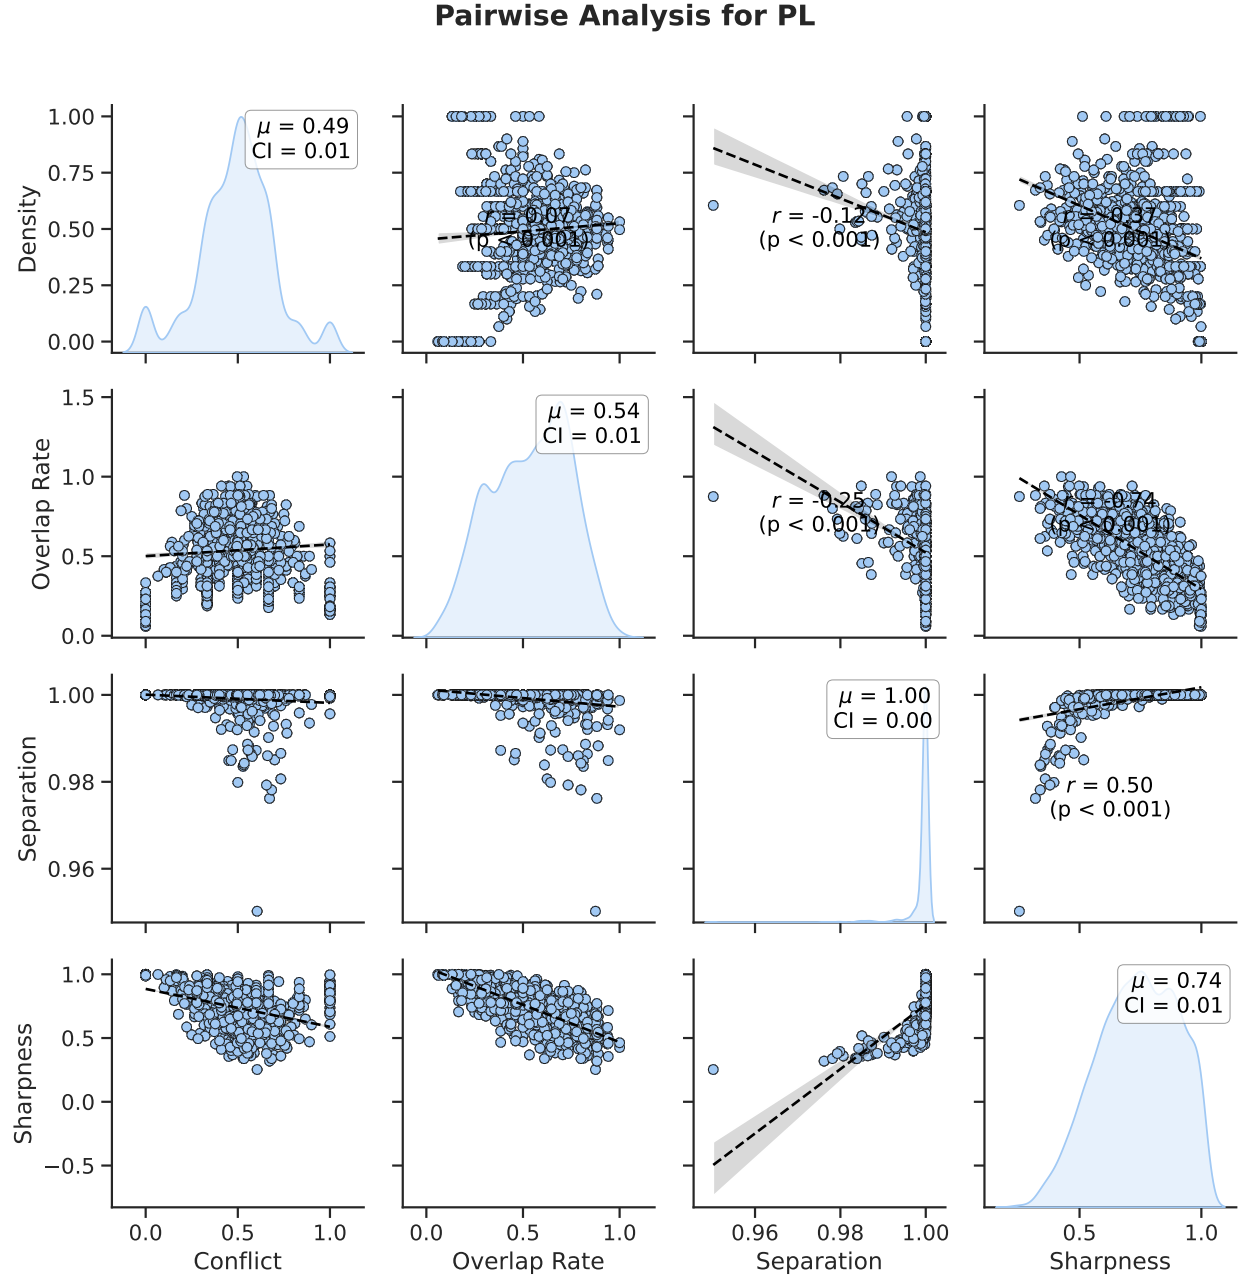 Pairwise Analysis for PL
1.00
0.75
0.50
0.25
0.00
Density
μ = 0.49
CI = 0.01
r = 0.07
(p < 0.001)
r = -0.12
(p < 0.001)
r = -0.37
(p < 0.001)
1.5
1.0
0.5
0.0
Overlap Rate
μ = 0.54
CI = 0.01
r = -0.25
(p < 0.001)
r = -0.74
(p < 0.001)
1.00
0.98
0.96
Separation
μ = 1.00
CI = 0.00
r = 0.50
(p < 0.001)
1.0
0.5
0.0
−0.5
Sharpness
μ = 0.74
CI = 0.01
0.0 0.5 1.0
Conflict
0.0 0.5 1.0
Overlap Rate
0.96 0.98 1.00
Separation
0.5 1.0
Sharpness